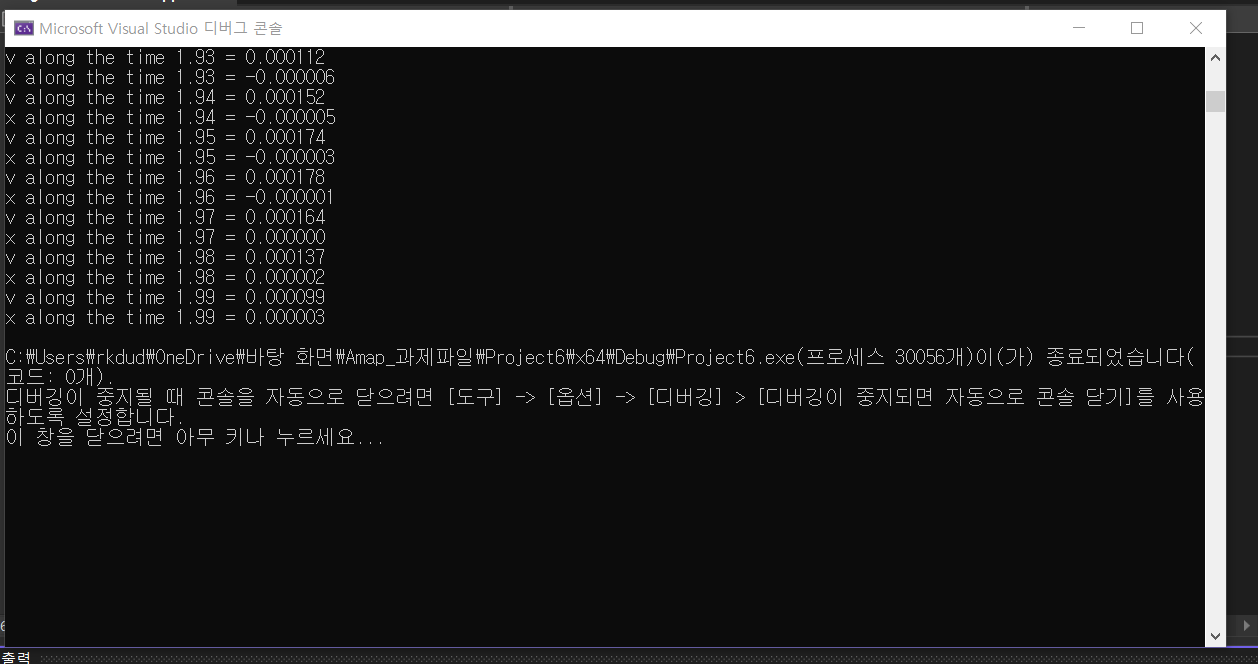 Microsoft Visual Studio 디버그 콘솔
v along the time 1.93 = 0.000112
x along the time 1.93 = -0.000006
v along the time 1.94 = 0.000152
x along the time 1.94 = -0.000005
v along the time 1.95 = 0.000174
x along the time 1.95 = -0.000003
v along the time 1.96 = 0.000178
x along the time 1.96 = -0.000001
v along the time 1.97 = 0.000164
x along the time 1.97 = 0.000000
v along the time 1.98 = 0.000137
x along the time 1.98 = 0.000002
v along the time 1.99 = 0.000099
x along the time 1.99 = 0.000003
C:₩Users₩rkdud₩OneDrive₩바탕 화면₩Amap_과제파일₩Project6₩x64₩Debug₩Project6.exe(프로세스 30056개)이(가) 종료되었습니다(
코드: 0개).
디버깅이 중지될 때 콘솔을 자동으로 닫으려면 [도구] -> [옵션] -> [디버깅] > [디버깅이 중지되면 자동으로 콘솔 닫기]를 사용
하도록 설정합니다.
이 창을 닫으려면 아무 키나 누르세요...
출력